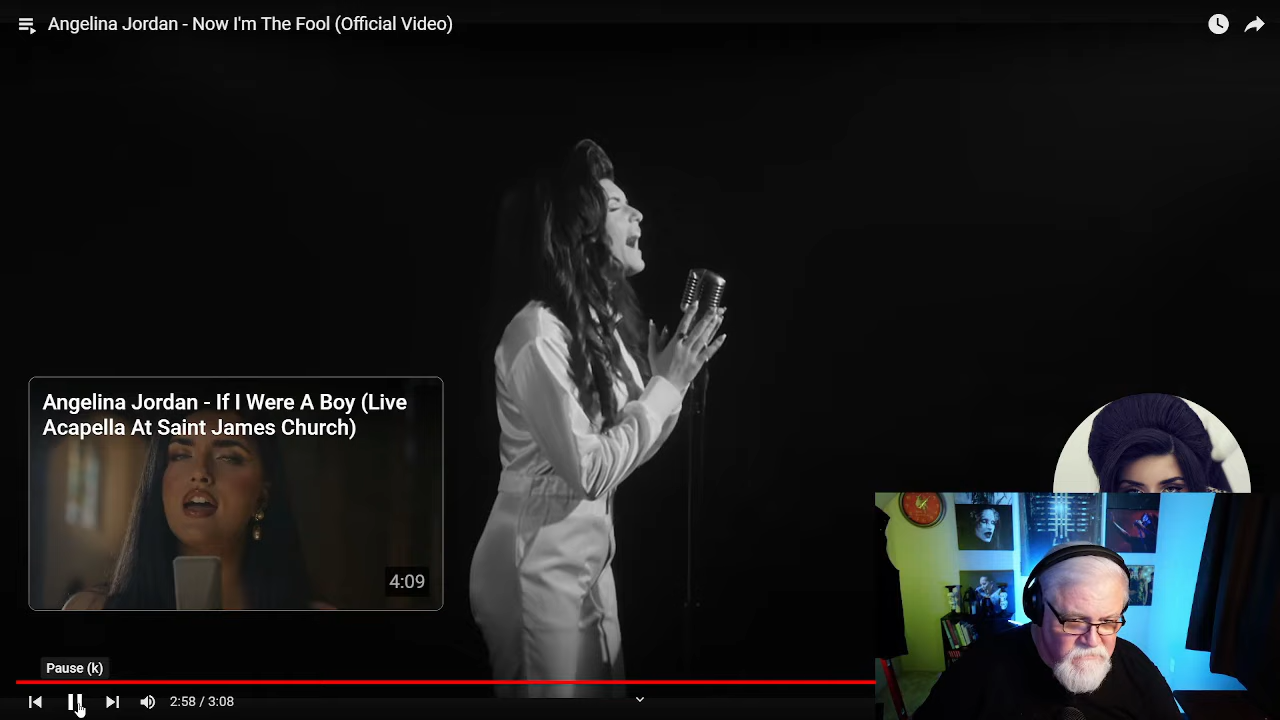 Angelina Jordan - Now I'm The Fool (Official Video)
Angelina Jordan - If I Were A Boy (Live
Acapella At Saint James Church)
4:09
Pause (k)
2:58 / 3:08